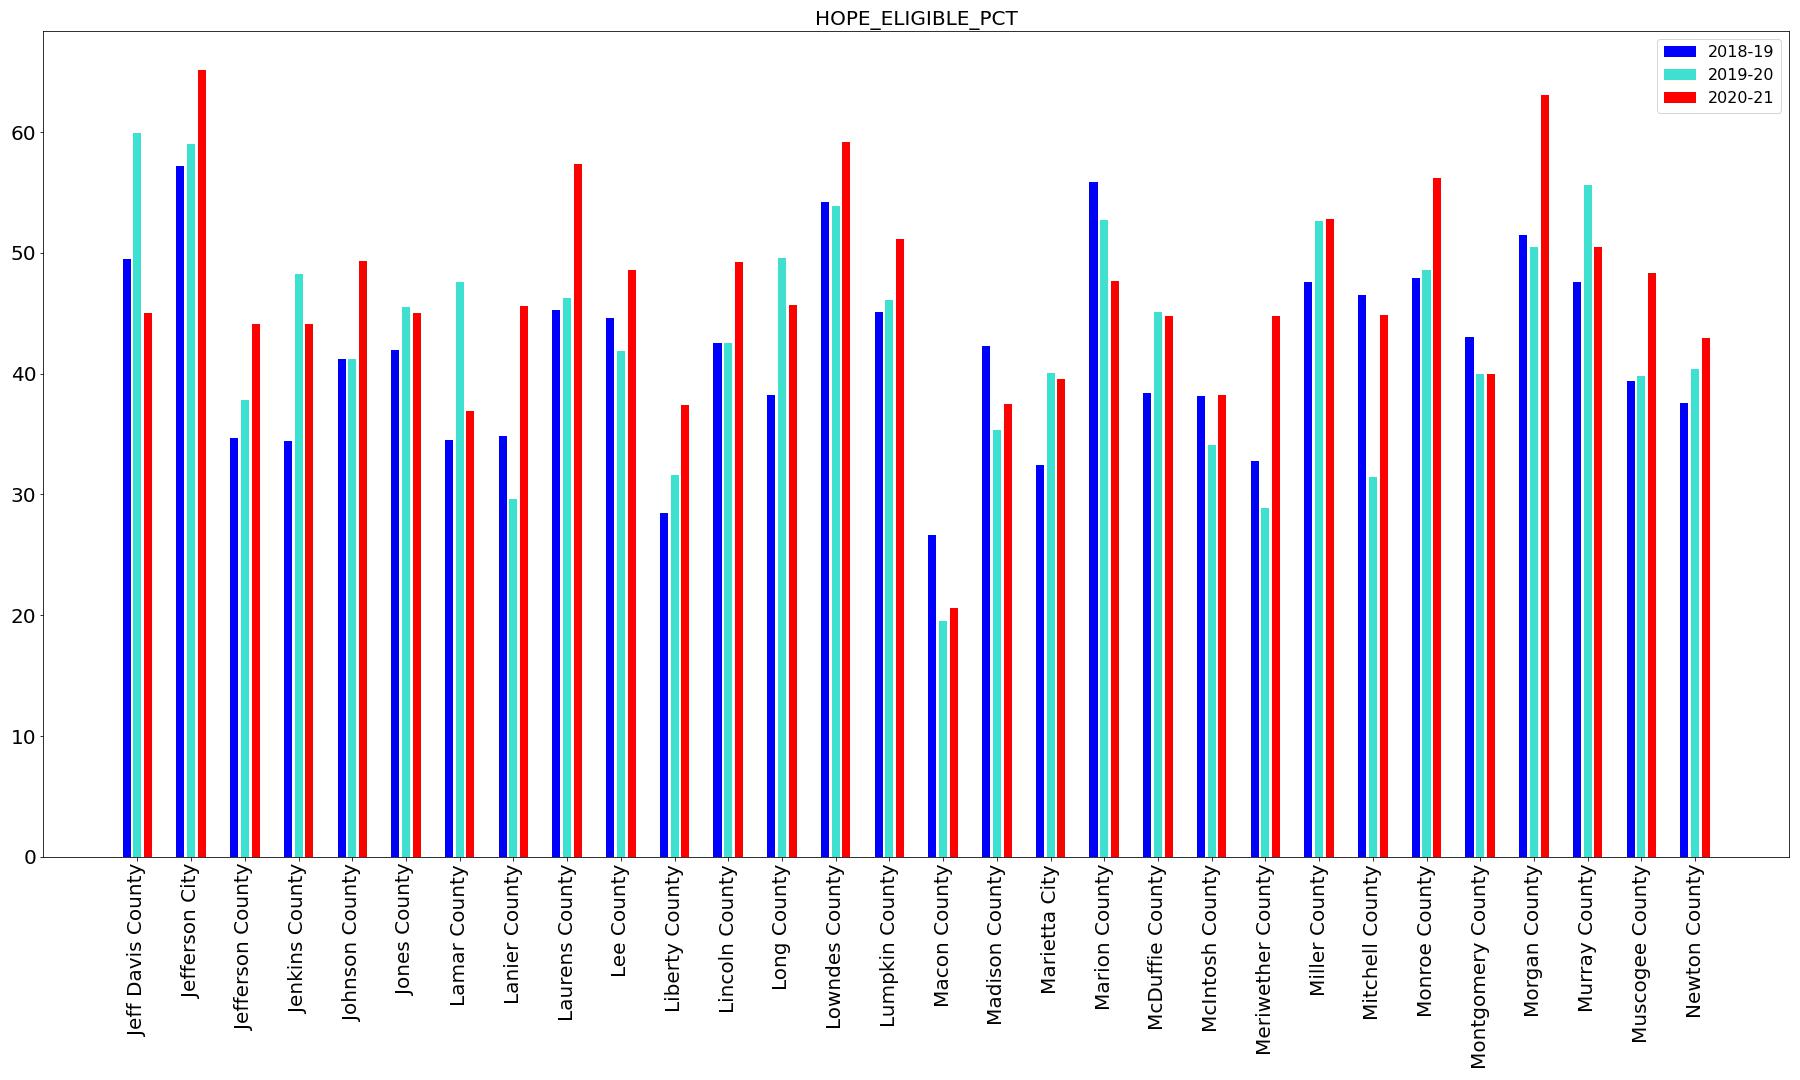 HOPE_ELIGIBLE_PCT
2018-19
2019-20
2020-21
60
50
40
30
20
10
0
Jeff Davis County
Jefferson City
Jefferson County
Jenkins County
Johnson County
Jones County
Lamar County
Lanier County
Laurens County
Lee County
Liberty County
Lincoln County
Long County
Lowndes County
Lumpkin County
Macon County
Madison County
Marietta City
Marion County
McDuffie County
McIntosh County
Meriwether County
Miller County
Mitchell County
Monroe County
Montgomery County
Morgan County
Murray County
Muscogee County
Newton County